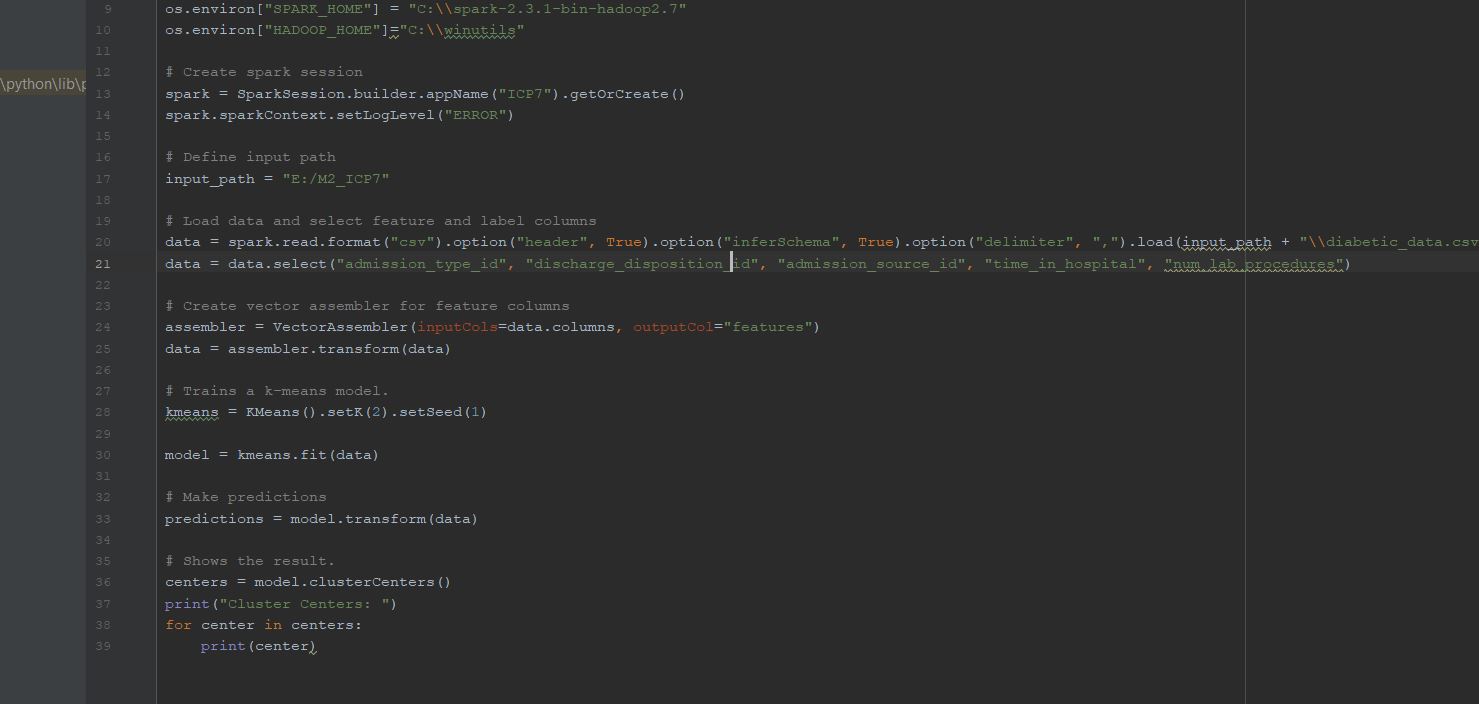 9 os.environ["SPARK_HOME"] = "C:\\spark-2.3.1-bin-hadoop2.7"
10 os.environ["HADOOP_HOME"]="C:\\winutils"
11
\python\lib\
12 # Create spark session
13 spark = SparkSession.builder.appName("ICP7").getOrCreate()
14 spark.sparkContext.setLogLevel("ERROR")
15
16 # Define input path
17 input_path = "E:/M2_ICP7"
18
19 # Load data and select feature and label columns
20 data = spark.read.format("csv").option("header", True).option("inferSchema", True).option("delimiter", ",").load(input_path + "\\diabetic_data.csv
21 data = data.select("admission_type_id", "discharge_disposition_id", "admission_source_id", "time_in_hospital", "num_lab_procedures")
22
23 # Create vector assembler for feature columns
24 assembler = VectorAssembler(inputCols=data.columns, outputCol="features")
25 data = assembler.transform(data)
26
27 # Trains a k-means model.
28 kmeans = KMeans().setK(2).setSeed(1)
29
30 model = kmeans.fit(data)
31
32 # Make predictions
33 predictions = model.transform(data)
34
35 # Shows the result.
36 centers = model.clusterCenters()
37 print("Cluster Centers: ")
38 for center in centers:
39     print(center)